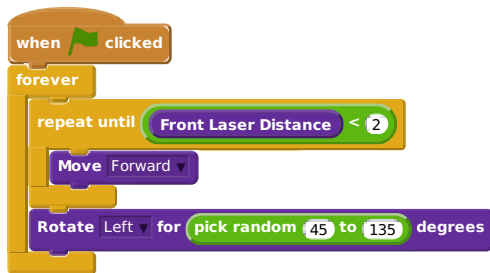 when clicked
forever
repeat until Front Laser Distance < 2
Move Forward
Rotate Left for pick random 45 to 135 degrees